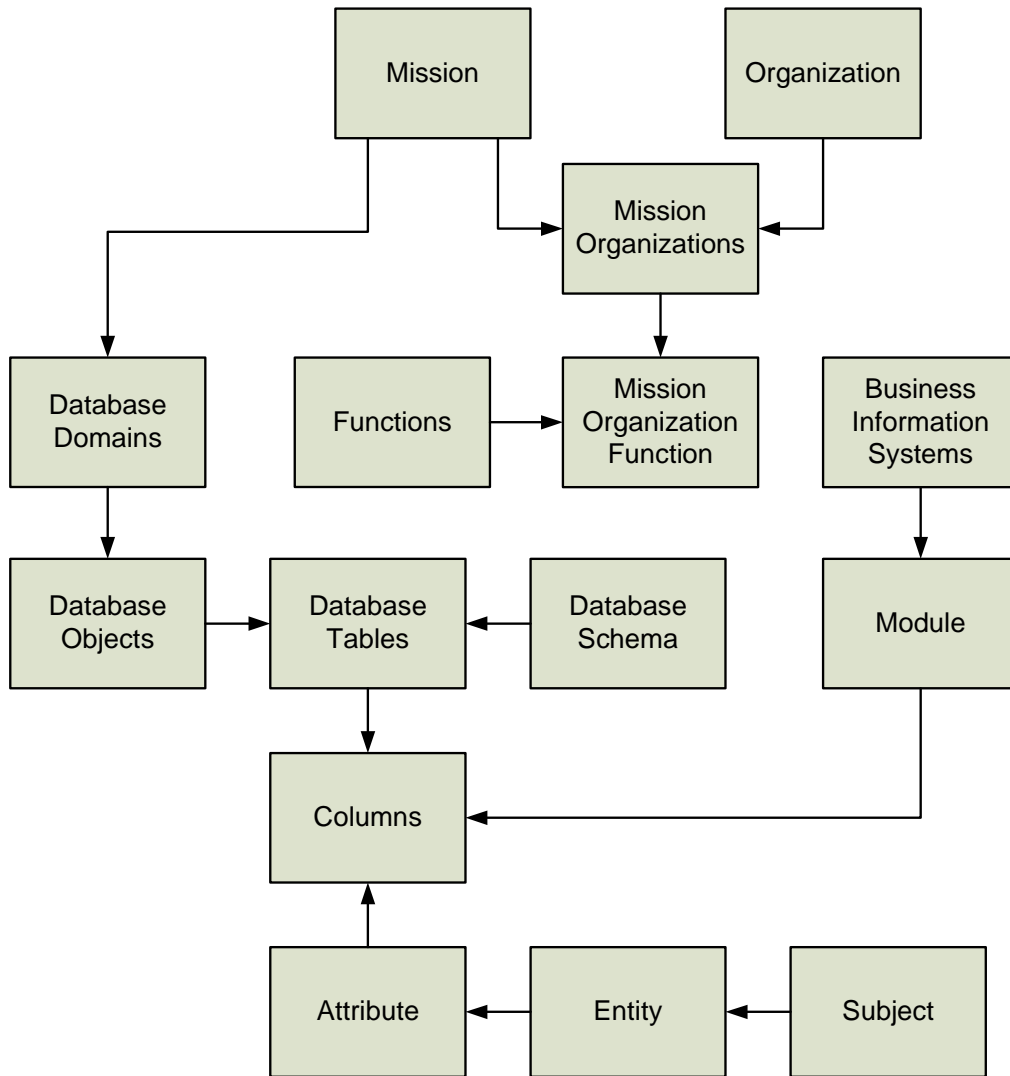 Mission
Organization
Mission
Organizations
Database
Domains
Functions
Mission
Organization
Function
Business
Information
Systems
Database
Objects
Database
Tables
Database
Schema
Module
Columns
Attribute
Entity
Subject